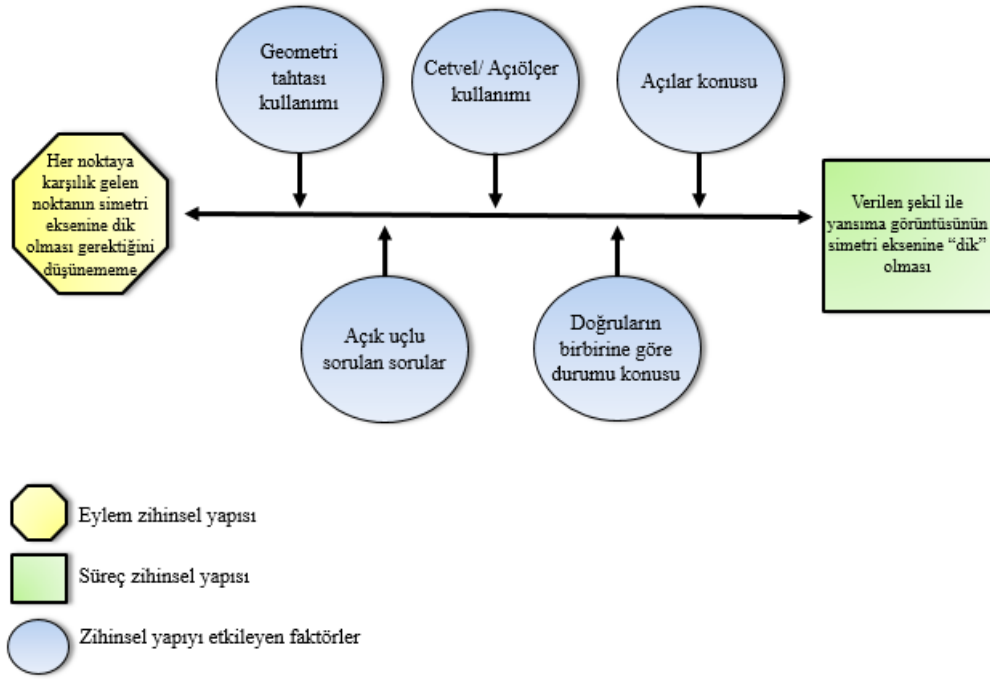 Geometri
tahtası
kullanımı
Cetvel/ Açıölçer
kullanımı
Açılar konusu
Her noktaya
karşılık gelen
noktanın simetri
eksenine dik
olması gerektiğini
düşünememe
Verilen şekil ile
yansıma görüntüsünün
simetri eksenine “dik”
olması
Açık uçlu
sorulan sorular
Doğruların
birbirine göre
durumu konusu
Eylem zihinsel yapısı
Süreç zihinsel yapısı
Zihinsel yapıyı etkileyen faktörler